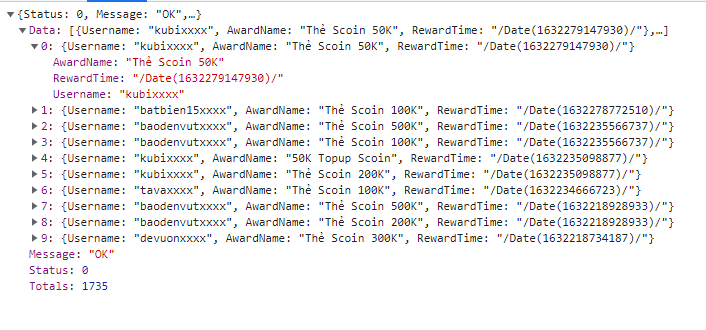 {Status: 0, Message: "OK",…}
Data: [{Username: "kubixxxx", AwardName: "Thẻ Scoin 50K", RewardTime: "/Date(1632279147930)/"},…]
0: {Username: "kubixxxx", AwardName: "Thẻ Scoin 50K", RewardTime: "/Date(1632279147930)/"}
AwardName: "Thẻ Scoin 50K"
RewardTime: "/Date(1632279147930)/"
Username: "kubixxxx"
1: {Username: "batbien15xxxx", AwardName: "Thẻ Scoin 100K", RewardTime: "/Date(1632278772510)/"}
2: {Username: "baodenvutxxxx", AwardName: "Thẻ Scoin 500K", RewardTime: "/Date(1632235566737)/"}
3: {Username: "baodenvutxxxx", AwardName: "Thẻ Scoin 100K", RewardTime: "/Date(1632235566737)/"}
4: {Username: "kubixxxx", AwardName: "50K Topup Scoin", RewardTime: "/Date(1632235098877)/"}
5: {Username: "kubixxxx", AwardName: "Thẻ Scoin 200K", RewardTime: "/Date(1632235098877)/"}
6: {Username: "tavaxxxx", AwardName: "Thẻ Scoin 100K", RewardTime: "/Date(1632234666723)/"}
7: {Username: "baodenvutxxxx", AwardName: "Thẻ Scoin 500K", RewardTime: "/Date(1632218928933)/"}
8: {Username: "baodenvutxxxx", AwardName: "Thẻ Scoin 200K", RewardTime: "/Date(1632218928933)/"}
9: {Username: "devuonxxxx", AwardName: "Thẻ Scoin 300K", RewardTime: "/Date(1632218734187)/"}
Message: "OK"
Status: 0
Totals: 1735